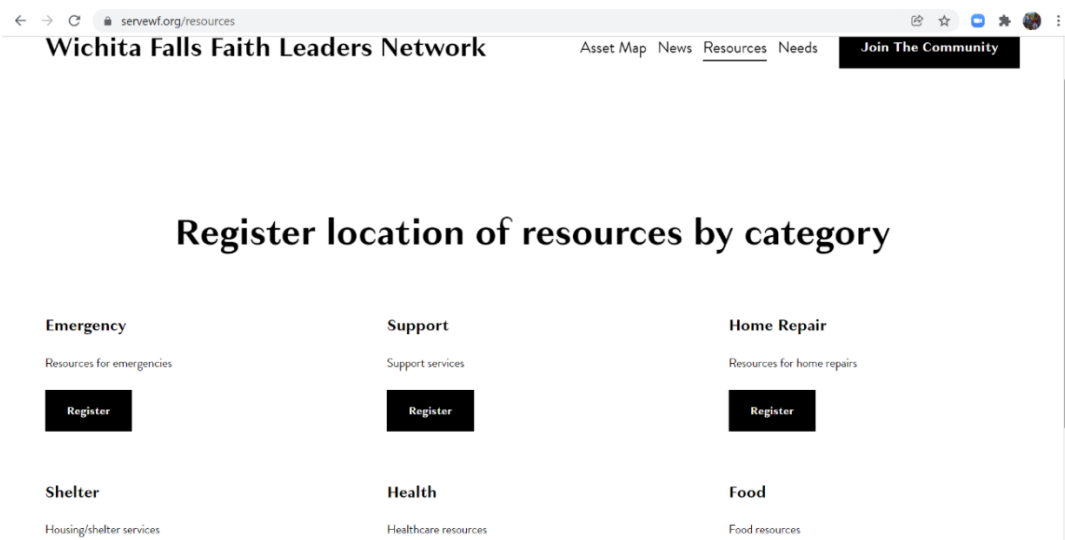 servewf.org/resources
Wichita Falls Faith Leaders Network
Asset Map News Resources Needs
Join The Community
Register location of resources by category
Emergency
Resources for emergencies
Register
Support
Support services
Register
Home Repair
Resources for home repairs
Register
Shelter
Housing/shelter services
Health
Healthcare resources
Food
Food resources